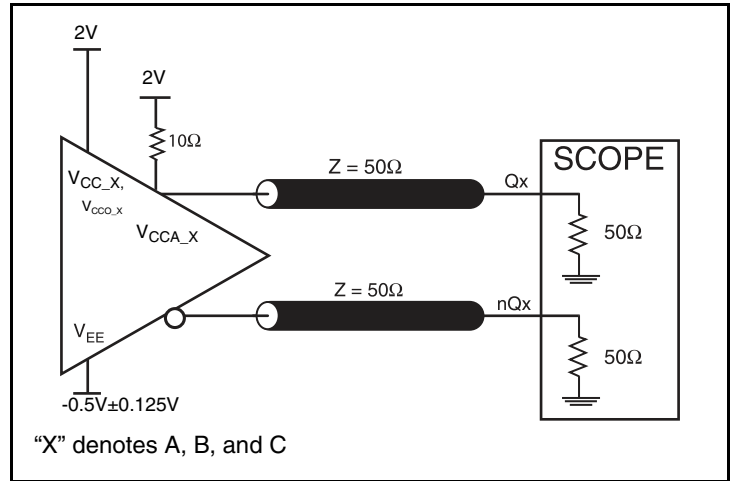 2V
2V
10Ω
SCOPE
Z = 50Ω
Qx
VCC_X,
VCCO_X
VCCA_X
50Ω
Z = 50Ω
nQx
VEE
50Ω
-0.5V±0.125V
“X” denotes A, B, and C